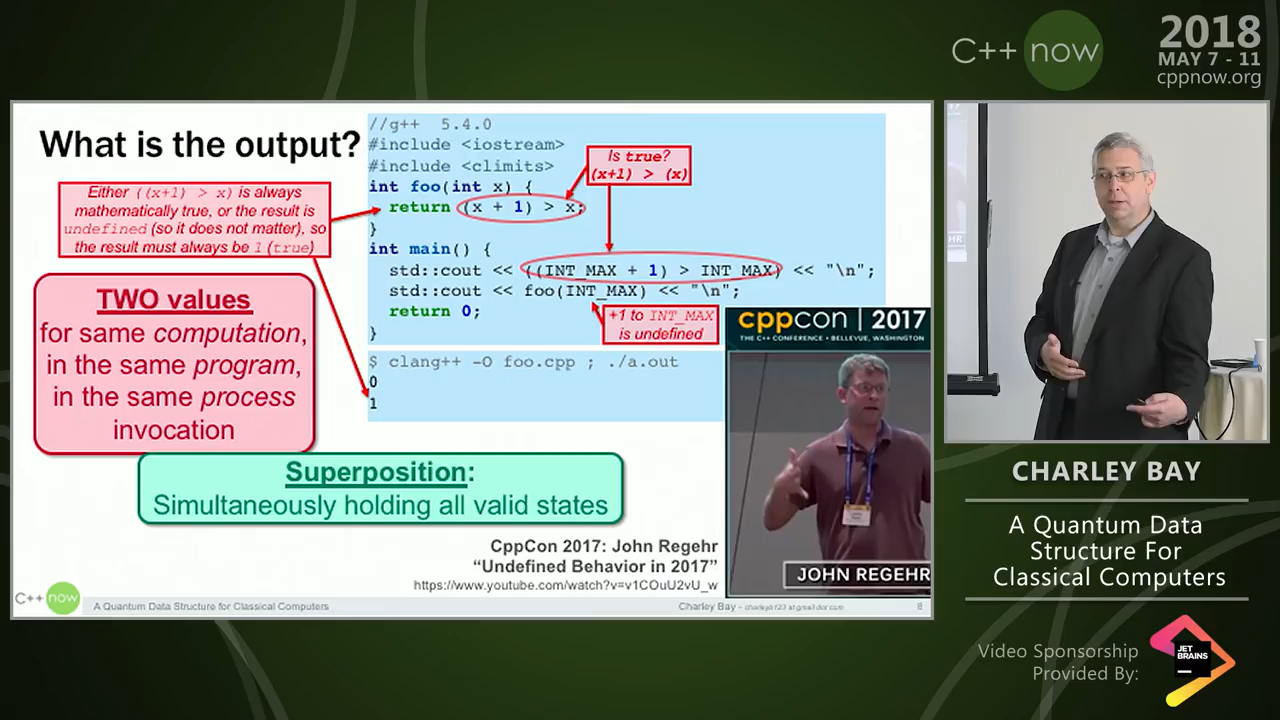 C++ now
2018
MAY 7 - 11
cppnow.org
What is the output?
Either ((x+1) > x) is always
mathematically true, or the result is
undefined (so it does not matter), so
the result must always be 1 (true)
//g++ 5.4.0
#include <iostream>
#include <climits>
int foo(int x) {
return (x + 1) > x;
}
int main() {
std::cout << ((INT_MAX + 1) > INT_MAX) << "\n";
std::cout << foo(INT_MAX) << "\n";
return 0;
}
Is true?
(x+1) > (x)
+1 to INT_MAX
is undefined
$ clang++ -O foo.cpp ; ./a.out
0
1
TWO values
for same computation,
in the same program,
in the same process
invocation
Superposition:
Simultaneously holding all valid states
cppcon | 2017
THE C++ CONFERENCE • BELLEVUE, WASHINGTON
JOHN REGEHR
CppCon 2017: John Regehr
"Undefined Behavior in 2017"
https://www.youtube.com/watch?v=v1COuU2vU_w
C++ now
A Quantum Data Structure for Classical Computers
Charley Bay - charleyb123 at gmail dot com
8
CHARLEY BAY
A Quantum Data
Structure For
Classical Computers
Video Sponsorship
Provided By:
JET
BRAINS